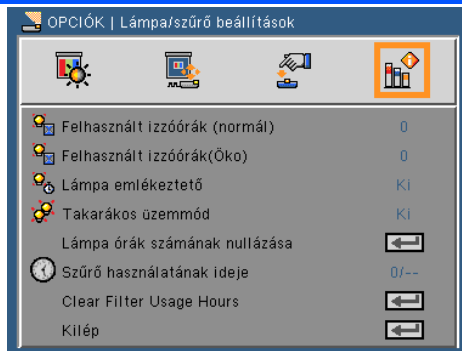 OPCIÓK | Lámpa/szűrő beállítások
Felhasznált izzóórák (normál) 0
Felhasznált izzóórák(Öko) 0
Lámpa emlékeztető Ki
Takarákos üzemmód Ki
Lámpa órák számának nullázása
Szűrő használatának ideje 0/--
Clear Filter Usage Hours
Kilép